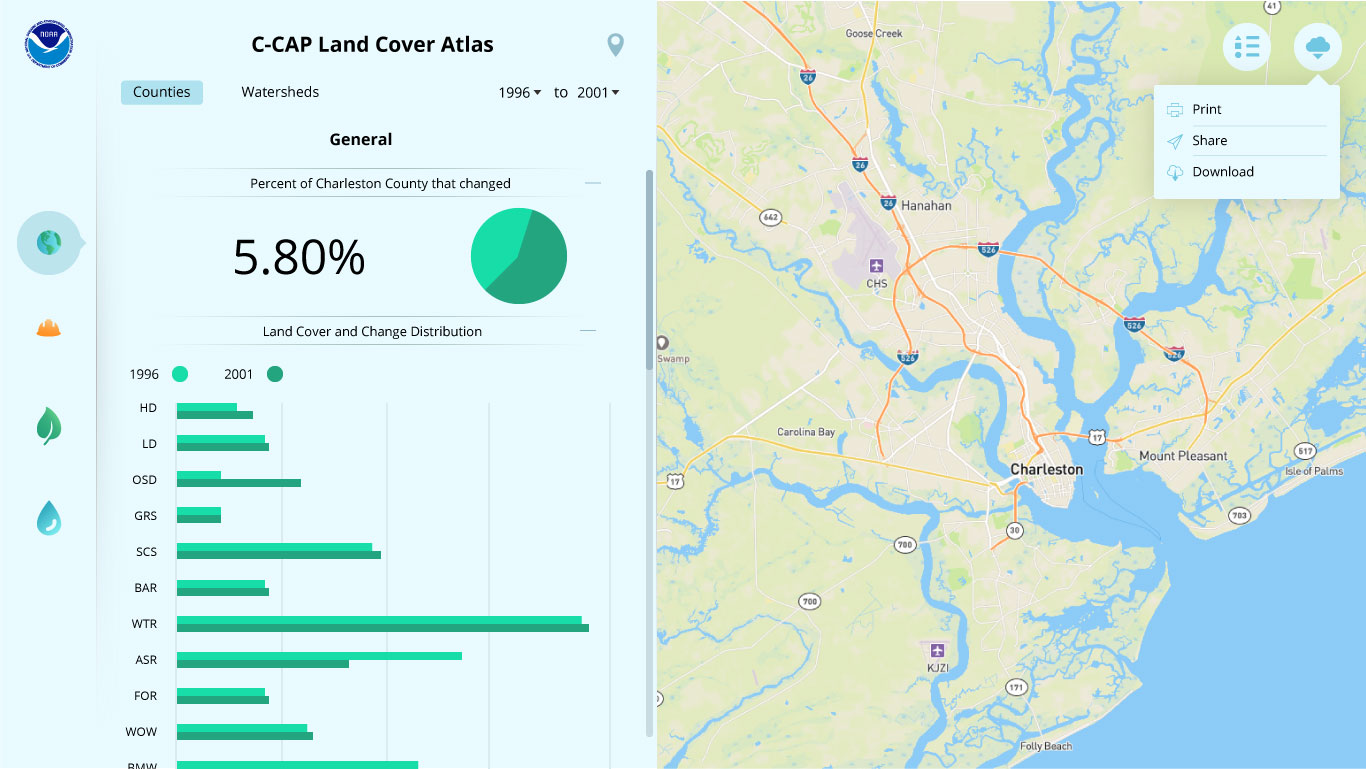 NOAA
C-CAP Land Cover Atlas
Counties
Watersheds
1996 to 2001
General
Percent of Charleston County that changed
5.80%
Land Cover and Change Distribution
1996
2001
HD
LD
OSD
GRS
SCS
BAR
WTR
ASR
FOR
WOW
BMW
41
Goose Creek
Print
Share
Download
26
26
26
Hanahan
642
526
CHS
526
526
526
Swamp
Carolina Bay
17
Mount Pleasant
517
Isle of Palms
Charleston
17
703
30
700
700
KJZI
171
Folly Beach